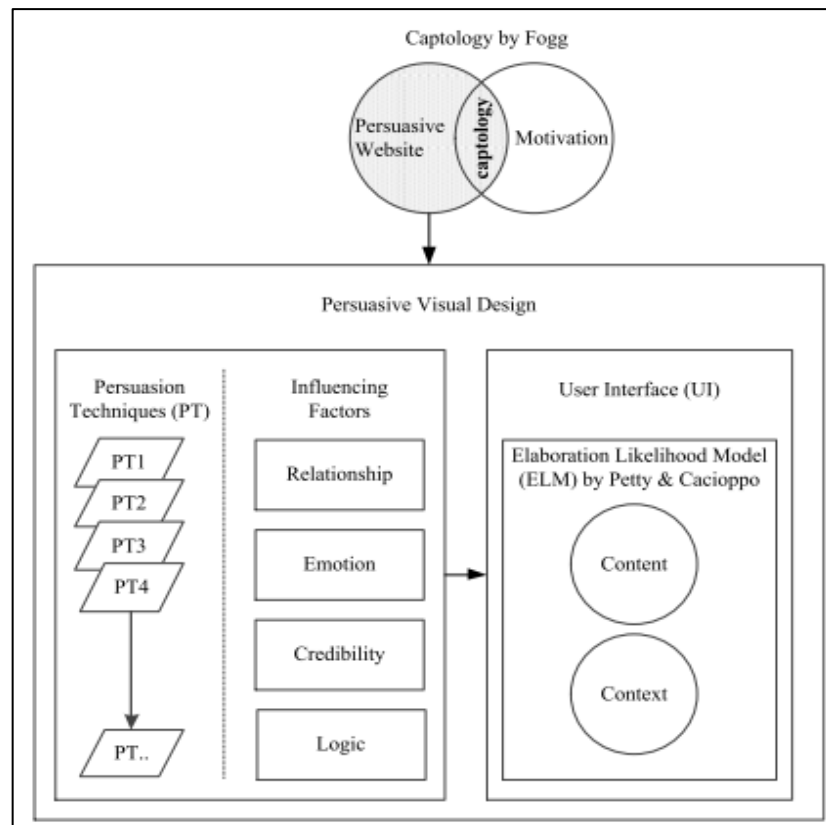 Captology by Fogg
Persuasive
Website
captology
Motivation
Persuasive Visual Design
Persuasion
Techniques (PT)
PT1
PT2
PT3
PT4
PT..
Influencing
Factors
Relationship
Emotion
Credibility
Logic
User Interface (UI)
Elaboration Likelihood Model
(ELM) by Petty & Cacioppo
Content
Context